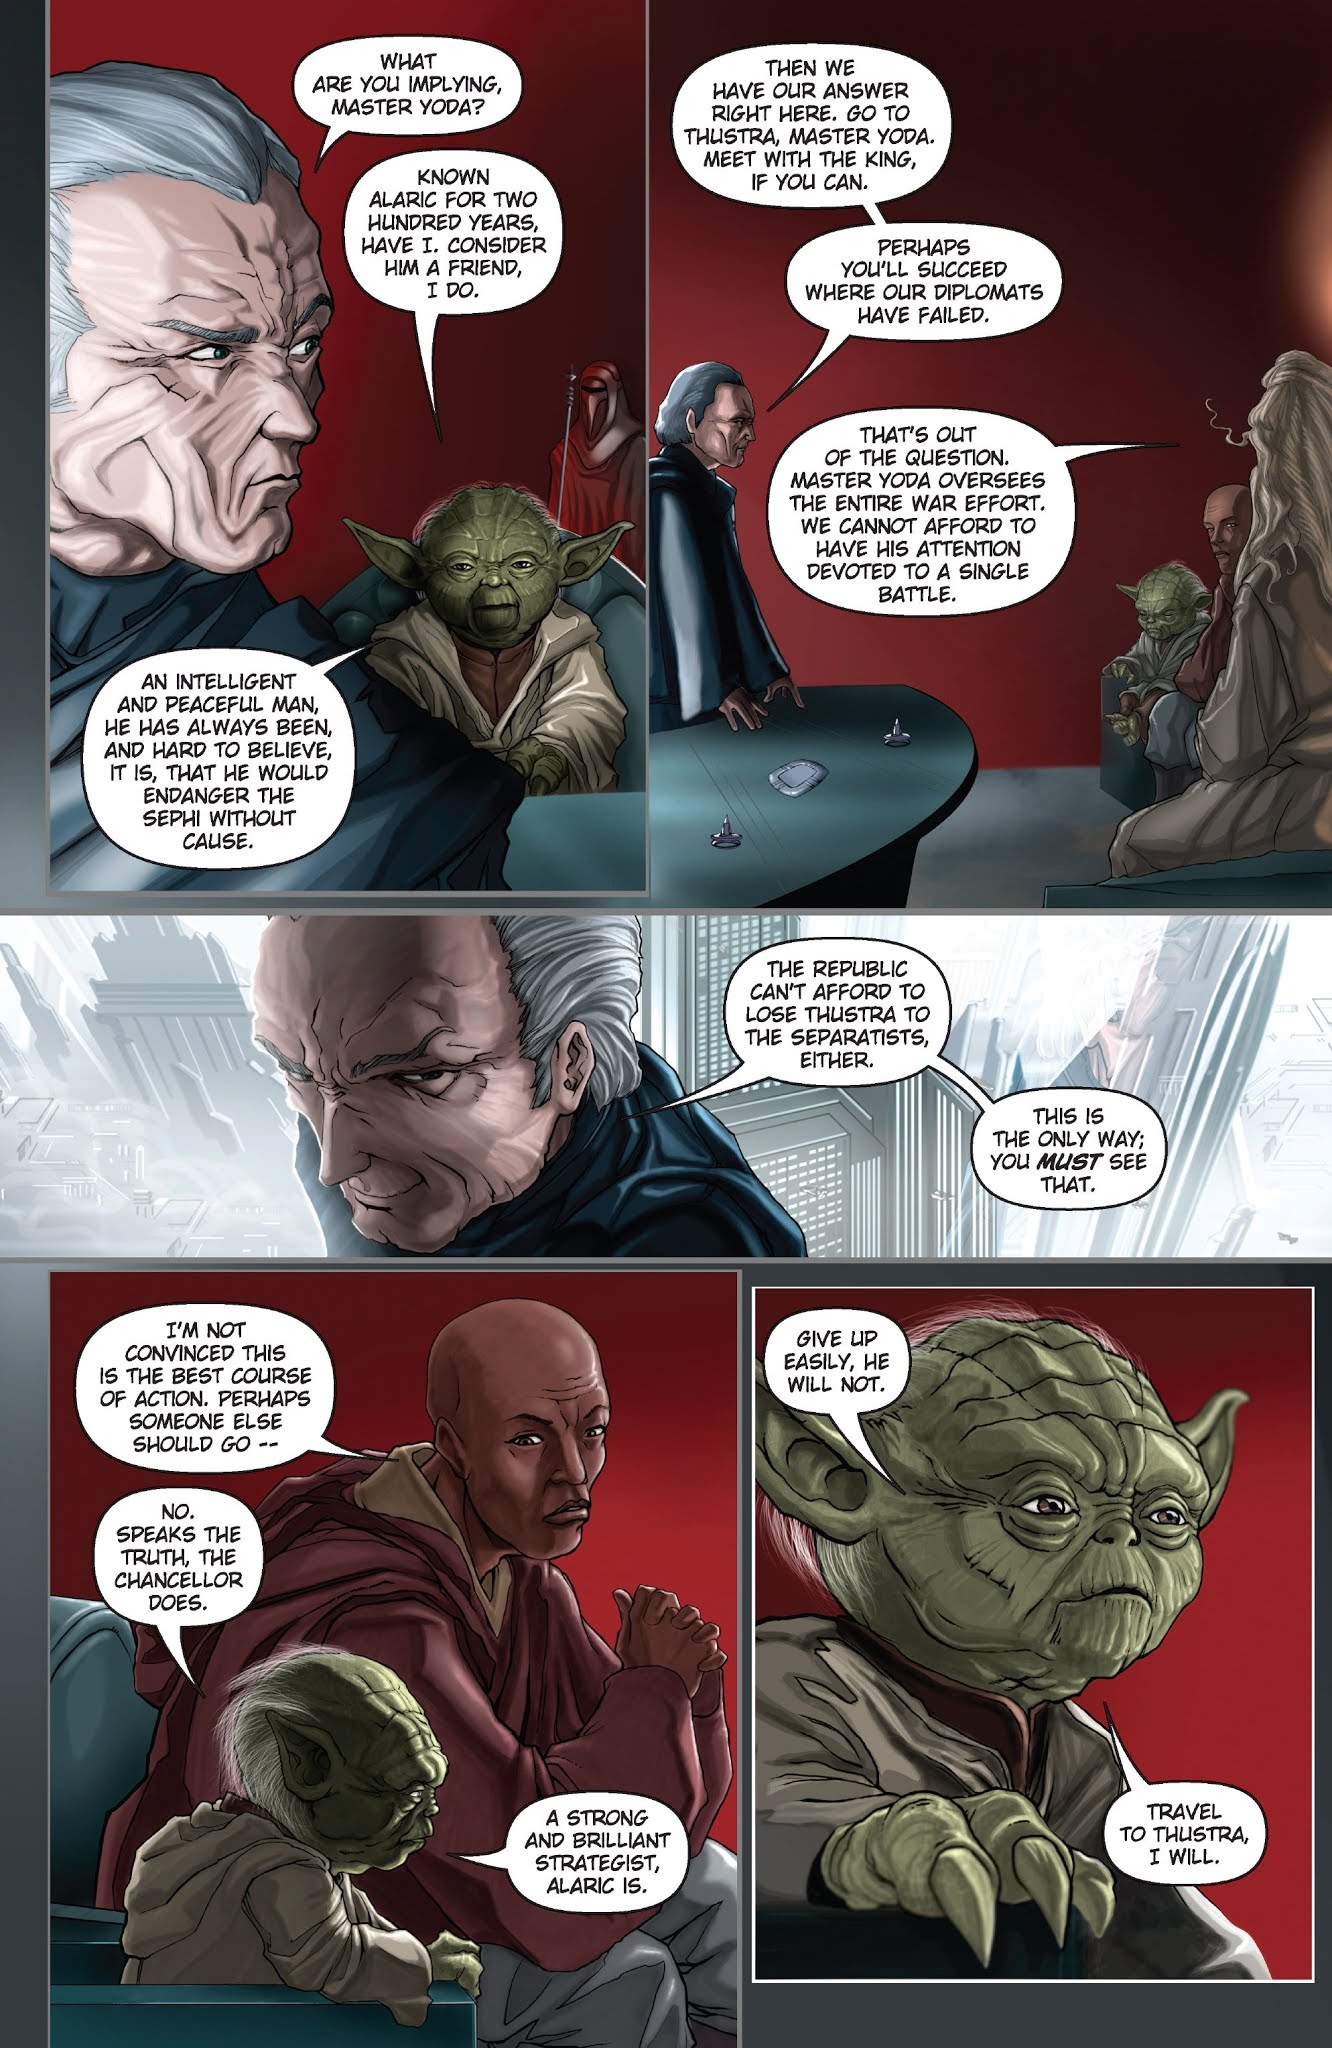 WHAT
ARE YOU IMPLYING,
MASTER YODA?
KNOWN
ALARIC FOR TWO
HUNDRED YEARS,
HAVE I. CONSIDER
HIM A FRIEND,
I DO.
AN INTELLIGENT
AND PEACEFUL MAN,
HE HAS ALWAYS BEEN,
AND HARD TO BELIEVE,
IT IS, THAT HE WOULD
ENDANGER THE
SEPHI WITHOUT
CAUSE.
THEN WE
HAVE OUR ANSWER
RIGHT HERE. GO TO
THUSTRA, MASTER YODA.
MEET WITH THE KING,
IF YOU CAN.
PERHAPS
YOU'LL SUCCEED
WHERE OUR DIPLOMATS
HAVE FAILED.
THAT'S OUT
OF THE QUESTION.
MASTER YODA OVERSEES
THE ENTIRE WAR EFFORT.
WE CANNOT AFFORD TO
HAVE HIS ATTENTION
DEVOTED TO A SINGLE
BATTLE.
THE REPUBLIC
CAN'T AFFORD TO
LOSE THUSTRA TO
THE SEPARATISTS,
EITHER.
THIS IS
THE ONLY WAY;
YOU MUST SEE
THAT.
I'M NOT
CONVINCED THIS
IS THE BEST COURSE
OF ACTION. PERHAPS
SOMEONE ELSE
SHOULD GO --
NO.
SPEAKS THE
TRUTH, THE
CHANCELLOR
DOES.
A STRONG
AND BRILLIANT
STRATEGIST,
ALARIC IS.
GIVE UP
EASILY, HE
WILL NOT.
TRAVEL
TO THUSTRA,
I WILL.